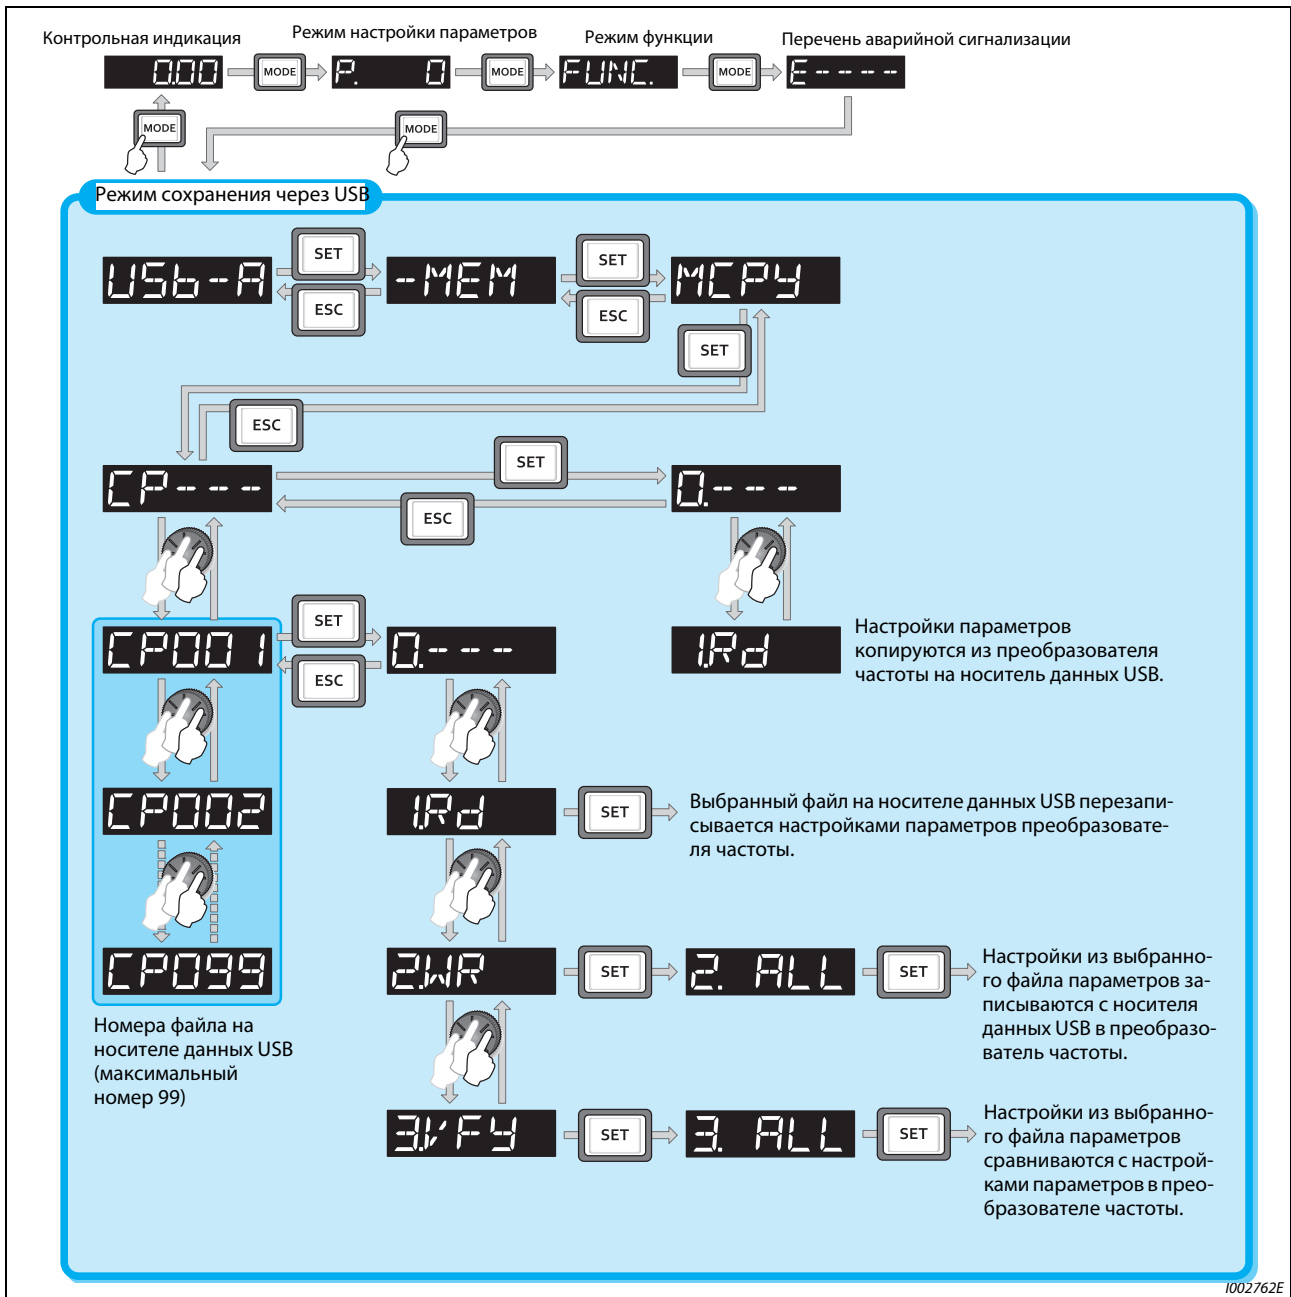 Контрольная индикация
Режим настройки параметров
Режим функции
Перечень аварийной сигнализации
0.00
MODE
P. 0
MODE
FUNC.
MODE
E----
MODE
MODE
Режим сохранения через USB
USb-A
SET
ESC
-MEM
SET
ESC
MCPY
SET
ESC
CP---
SET
ESC
0.---
CP001
SET
ESC
0.---
1.Rd
Настройки параметров
копируются из преобразователя
частоты на носитель данных USB.
CP002
1.Rd
SET
Выбранный файл на носителе данных USB перезапи-
сывается настройками параметров преобразовате-
ля частоты.
CP099
2.WR
SET
2. ALL
SET
Настройки из выбранно-
го файла параметров за-
писываются с носителя
данных USB в преобразо-
ватель частоты.
Номера файла на
носителе данных USB
(максимальный
номер 99)
3.VFY
SET
3. ALL
SET
Настройки из выбранно-
го файла параметров
сравниваются с настрой-
ками параметров в прео-
бразователе частоты.
I002762E